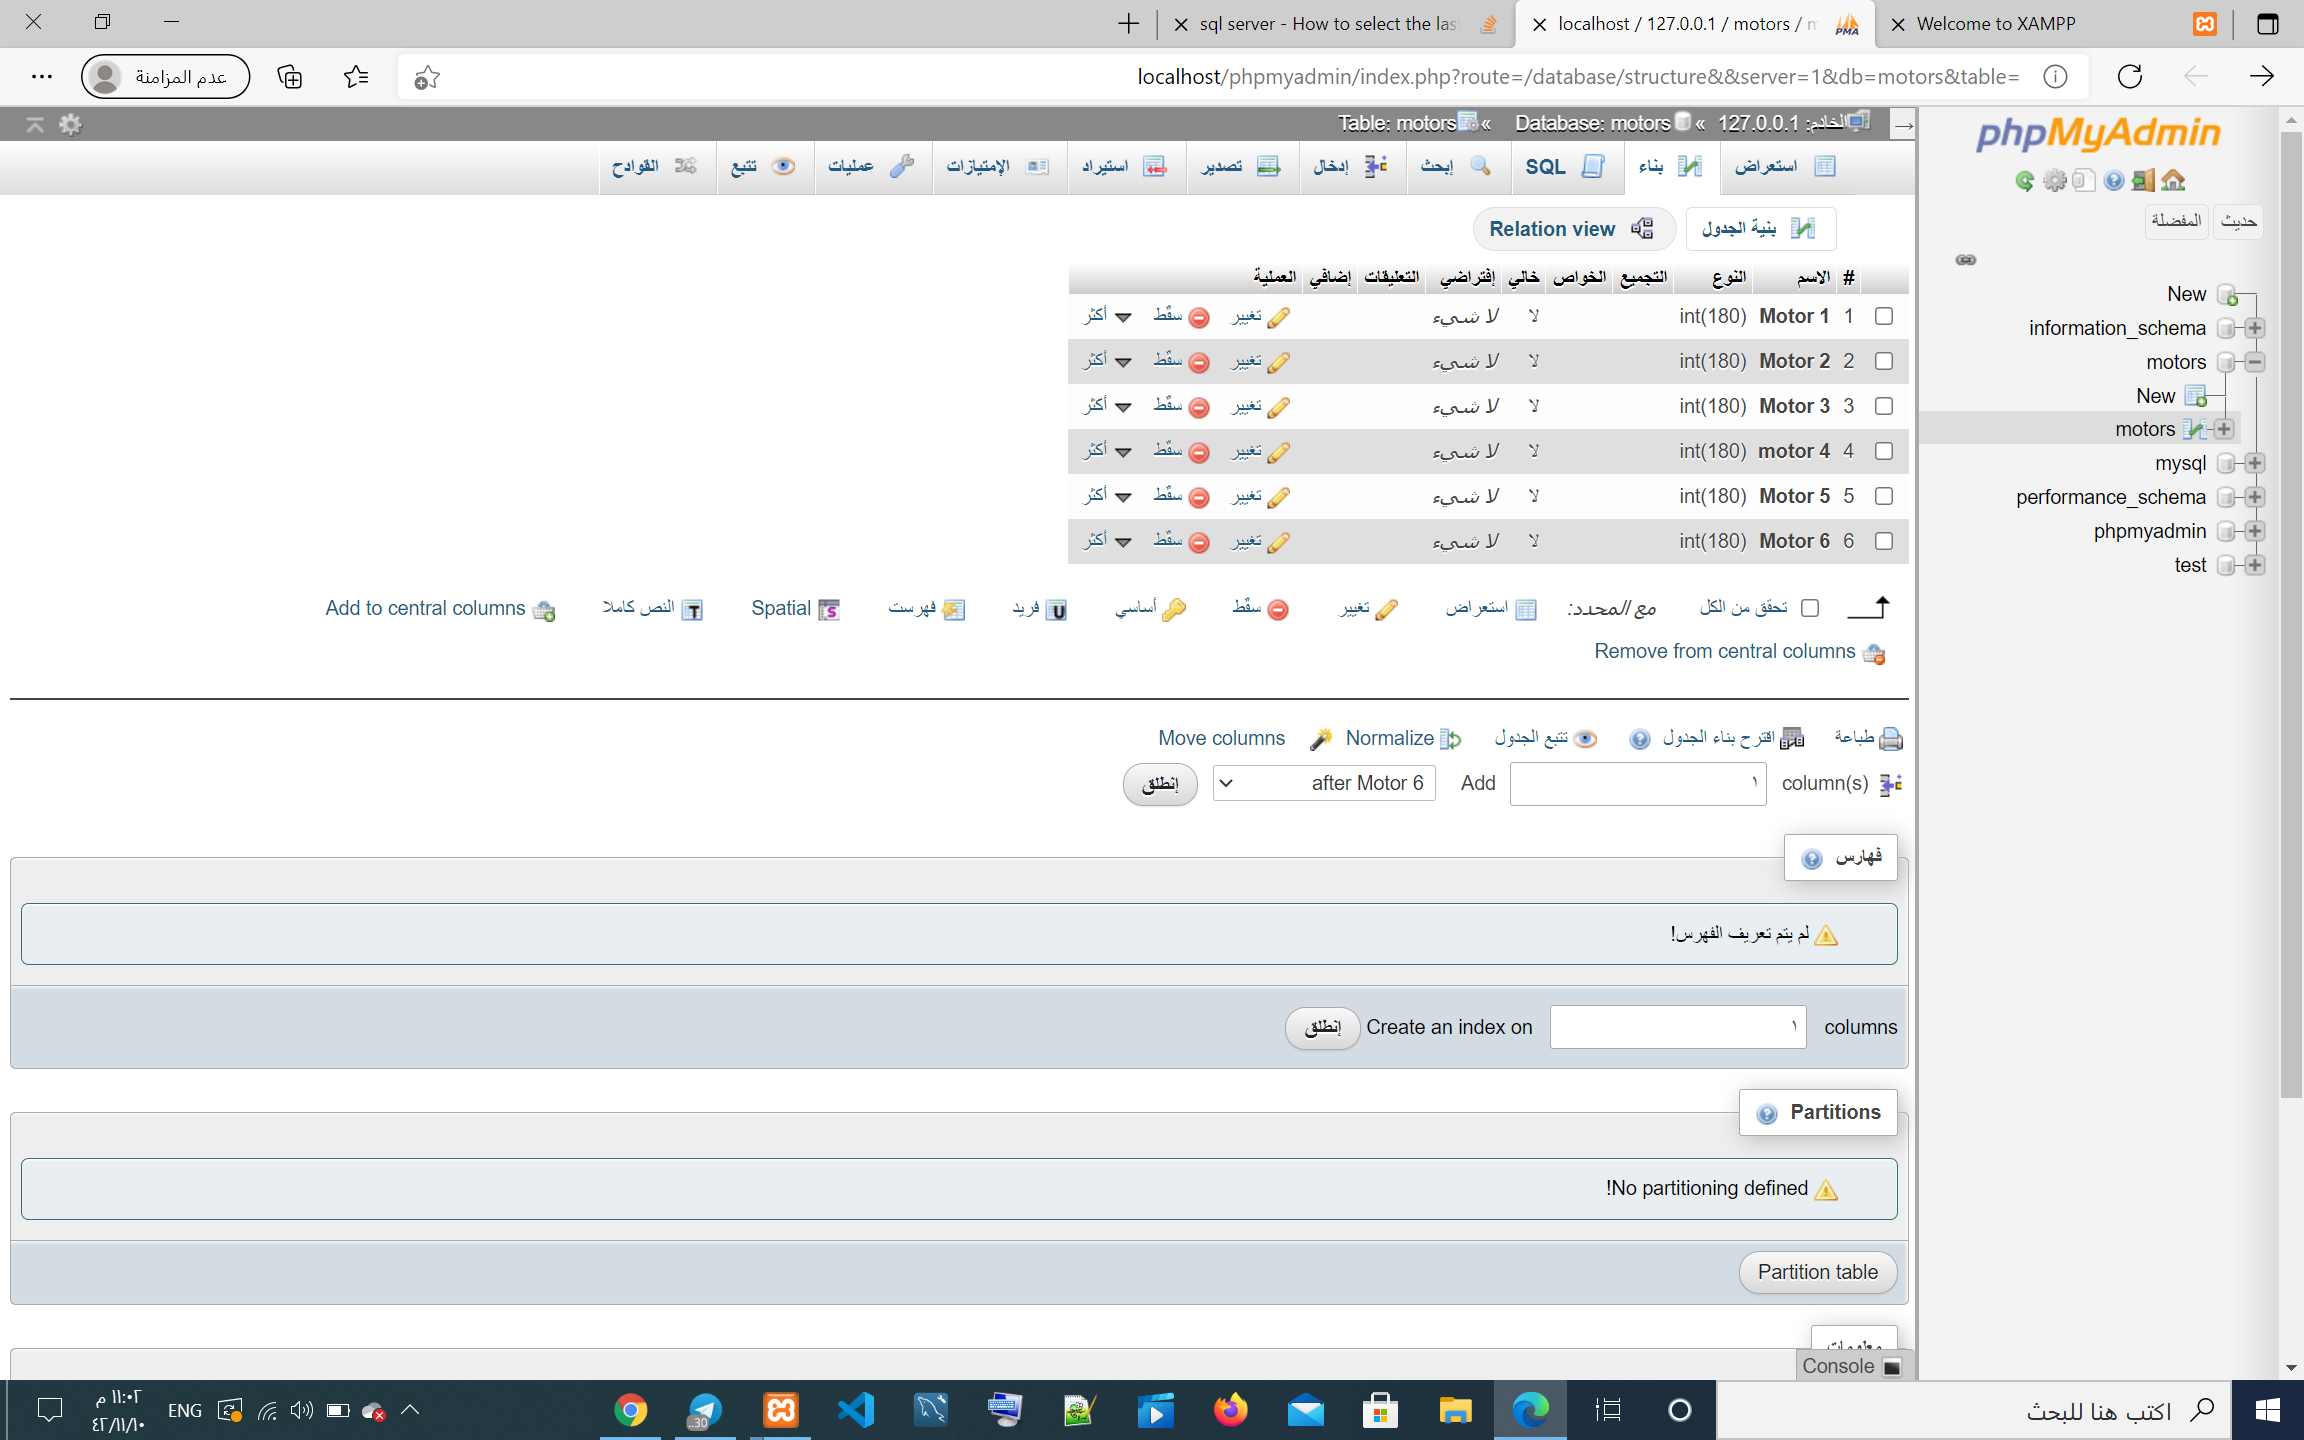 Welcome to XAMPP
localhost / 127.0.0.1 / motors / m
sql server - How to select the las
localhost/phpmyadmin/index.php?route=/database/structure&&server=1&db=motors&table=
عدم المزامنة
phpMyAdmin
حديث المفضلة
New
information_schema
motors
New
motors
mysql
performance_schema
phpmyadmin
test
الخادم: 127.0.0.1 » Database: motors » Table: motors
استعراض بناء SQL إبحث إدخال تصدير استيراد الإمتيازات عمليات تتبع القوادح
بنية الجدول Relation view
# الاسم النوع التجميع الخواص خالي إفتراضي التعليقات إضافي العملية
1 Motor 1 int(180) لا لا شيء تغيير سقّط أكثر
2 Motor 2 int(180) لا لا شيء تغيير سقّط أكثر
3 Motor 3 int(180) لا لا شيء تغيير سقّط أكثر
4 motor 4 int(180) لا لا شيء تغيير سقّط أكثر
5 Motor 5 int(180) لا لا شيء تغيير سقّط أكثر
6 Motor 6 int(180) لا لا شيء تغيير سقّط أكثر
تحقق من الكل مع المحدد: استعراض تغيير سقّط أساسي فريد فهرست Spatial النص كاملا Add to central columns
Remove from central columns
طباعة اقترح بناء الجدول تتبع الجدول Normalize Move columns
column(s) ١ Add after Motor 6 إنطلق
فهارس
لم يتم تعريف الفهرس!
columns ١ Create an index on إنطلق
Partitions
No partitioning defined!
Partition table
معلومات
Console
اكتب هنا للبحث
..30
ENG
١١:٠٢ م
٤٢/١١/١٠